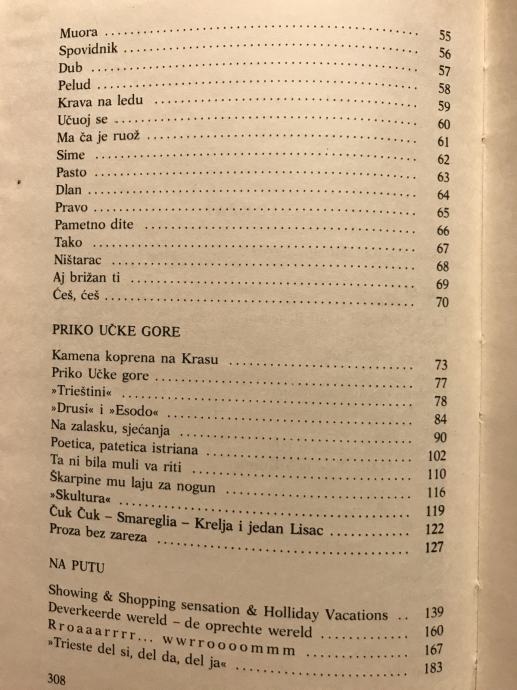 Muora ........................................ 55
Spovidnik .................................... 56
Dub .......................................... 57
Pelud ........................................ 58
Krava na ledu ................................ 59
Učuoj se ..................................... 60
Ma ča je ruož ................................ 61
Sime ......................................... 62
Pasto ........................................ 63
Dlan ......................................... 64
Pravo ........................................ 65
Pametno dite ................................. 66
Tako ......................................... 67
Ništarac ..................................... 68
Aj brižan ti ................................. 69
Ćeš, ćeš ..................................... 70
PRIKO UČKE GORE
Kamena koprena na Krasu ...................... 73
Priko Učke gore .............................. 77
»Trieštini« .................................. 78
»Drusi« i »Esodo« ............................ 84
Na zalasku, sjećanja ......................... 90
Poetica, patetica istriana ................... 102
Ta ni bila muli va riti ...................... 110
Škarpine mu laju za nogun .................... 116
»Skultura« ................................... 119
Čuk Čuk – Smareglia – Krelja i jedan Lisac ... 122
Proza bez zareza ............................. 127
NA PUTU
Showing & Shopping sensation & Holliday Vacations .. 139
Deverkeerde wereld – de oprechte wereld ...... 160
Rroaaarrrr... wwrroooommm .................... 167
»Trieste del si, del da, del ja« ............. 183
308